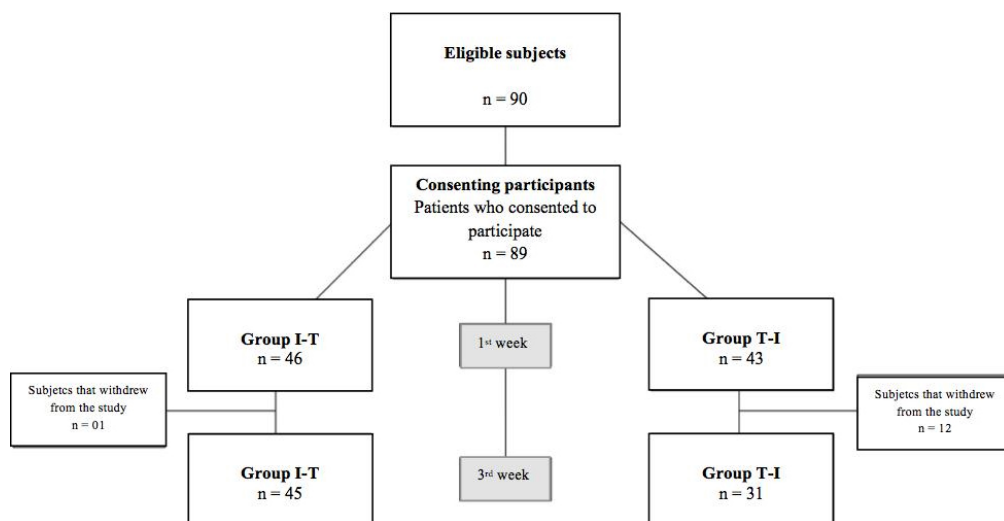 Eligible subjects
n = 90
Consenting participants
Patients who consented to
participate
n = 89
Group I-T
n = 46
1st week
Group T-I
n = 43
Subjetcs that withdrew
from the study
n = 01
Subjetcs that withdrew
from the study
n = 12
Group I-T
n = 45
3rd week
Group T-I
n = 31